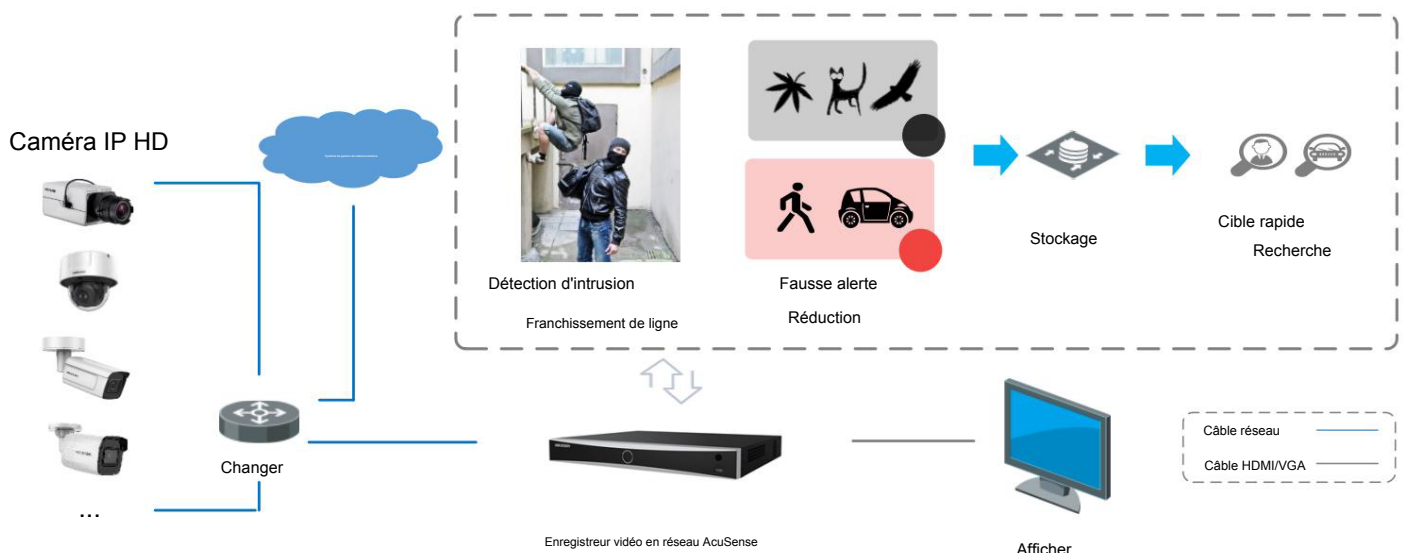 Caméra IP HD
Détection d'intrusion
Franchissement de ligne
Fausse alerte
Réduction
Stockage
Cible rapide
Recherche
Changer
...
Enregistreur vidéo en réseau AcuSense
Afficher
Câble réseau
Câble HDMI/VGA